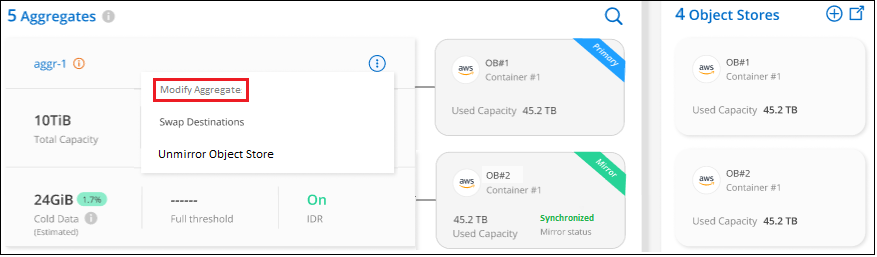 5 Aggregates
aggr-1
Modify Aggregate
Swap Destinations
Unmirror Object Store
10TiB
Total Capacity
24GiB 1.7%
Cold Data
(Estimated)
------
Full threshold
On
IDR
aws
OB#1
Container #1
Primary
Used Capacity 45.2 TB
aws
OB#2
Container #1
Mirror
45.2 TB
Used Capacity
Synchronized
Mirror status
4 Object Stores
aws
OB#1
Container #1
Used Capacity 45.2 TB
aws
OB#2
Container #1
Used Capacity 45.2 TB